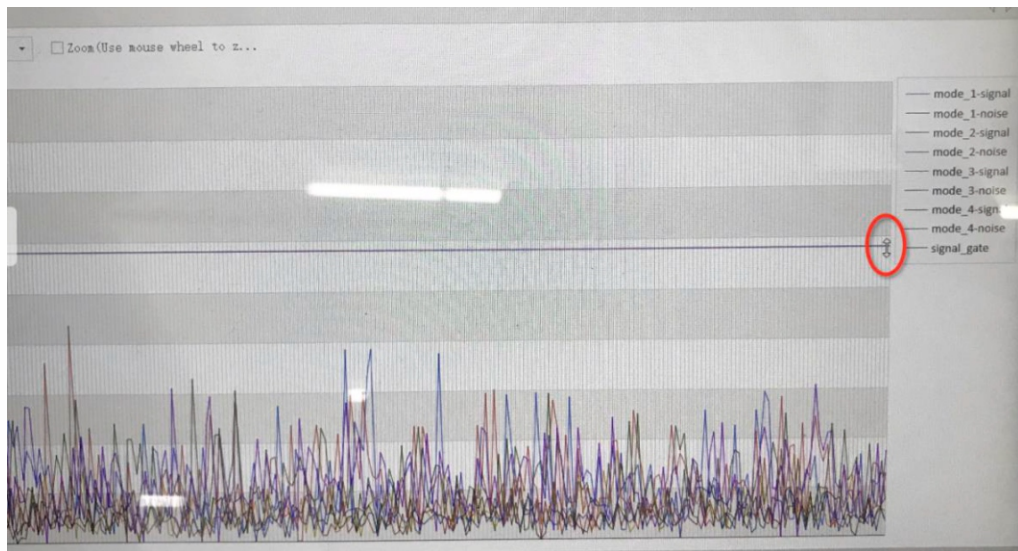 Zoom(Use mouse wheel to z...
mode_1-signal
mode_1-noise
mode_2-signal
mode_2-noise
mode_3-signal
mode_3-noise
mode_4-sign
mode_4-noise
signal_gate